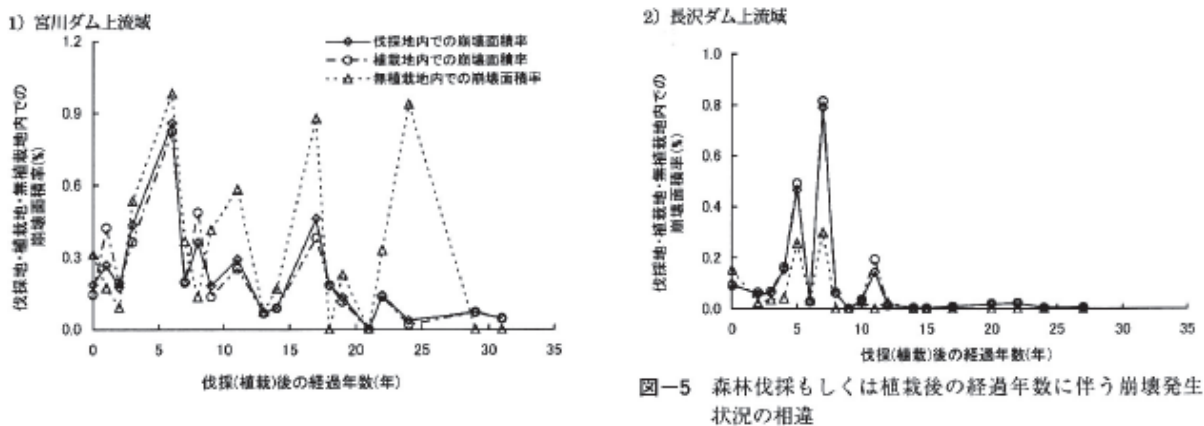 1) 宮川ダム上流域
1.2
0.9
0.6
0.3
0.0
伐採地・植栽地・無植栽地内での
崩壊面積率(%)
伐採地内での崩壊面積率
植栽地内での崩壊面積率
無植栽地内での崩壊面積率
0 5 10 15 20 25 30 35
伐採(植栽)後の経過年数(年)
2) 長沢ダム上流域
1.0
0.8
0.6
0.4
0.2
0.0
伐採地・植栽地・無植栽地内での
崩壊面積率(%)
0 5 10 15 20 25 30 35
伐採(植栽)後の経過年数(年)
図-5 森林伐採もしくは植栽後の経過年数に伴う崩壊発生
状況の相違